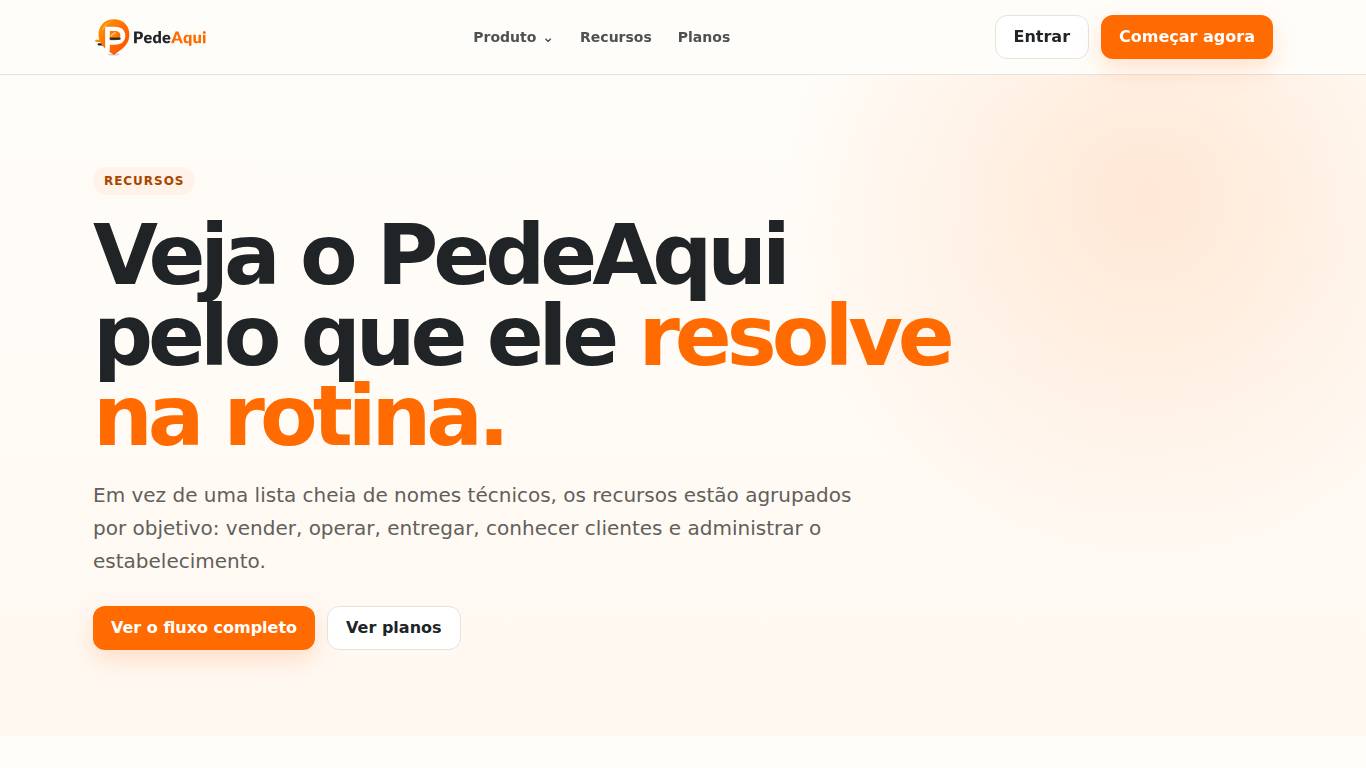 PedeAqui
Produto
Recursos
Planos
Entrar
Começar agora
RECURSOS
Veja o PedeAqui
pelo que ele resolve
na rotina.
Em vez de uma lista cheia de nomes técnicos, os recursos estão agrupados
por objetivo: vender, operar, entregar, conhecer clientes e administrar o
estabelecimento.
Ver o fluxo completo
Ver planos